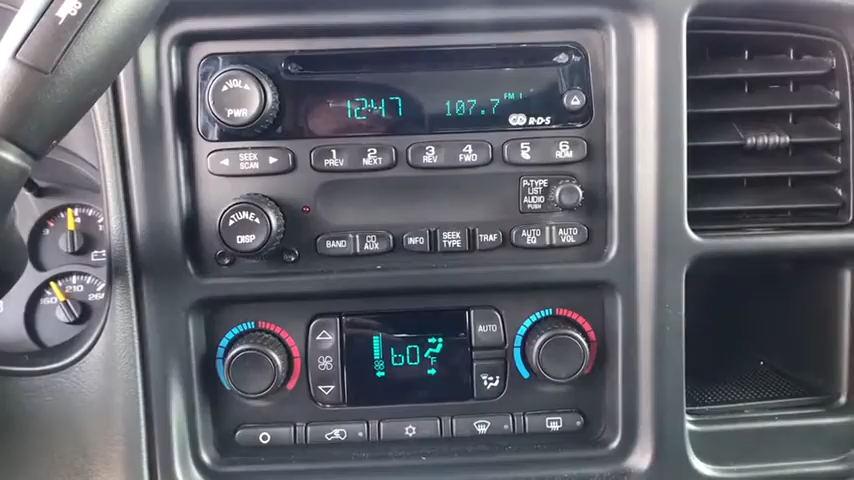 VOL
PWR
12:47
107.7
FM 1
CD R·D·S
SEEK
SCAN
1 2
PREV NEXT
3 4
REV FWD
5 6
RDM
P-TYPE
LIST
AUDIO
PUSH
TUNE
DISP
BAND
CD
AUX
INFO
SEEK
TYPE
TRAF
AUTO
EQ
AUTO
VOL
210
160
260
AUTO
60
F